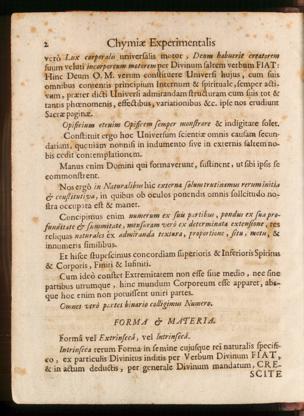 2 Chymiæ Experimentalis
verò Lux corporalis universalis motor, Deum habuerit creatorem
suum veluti incorporeum motorem per Divinum saltem verbum FIAT:
Hinc Deum O. M. verum constituere Universi hujus, cum suis
omnibus contentis principium Internum & spirituale, semper acti-
vum, præter dicti Universi admirandam structuram cum suis tot &
tantis phœnomenis, effectibus, variationibus &c. ipse nos erudiunt
Sacræ paginæ.
Opificium etenim Opificem semper monstrare & indigitare solet.
Constituit ergo hoc Universum scientiæ omnis causam secun-
dariam, quoniam nonnisi in indumento sive in externis saltem no-
bis cessit contemplationem.
Manus enim Domini qui formaverunt, sustinent, ut sibi ipsis se
commonstrent.
Nos ergò in Naturalibus hic externa solum trutinamus rerum initia
& constitutiva, in quibus ob oculos ponendis omnis sollicitudo no-
stra occupata est & manet.
Concipimus enim numerum ex suis partibus, pondus ex sua pro-
funditate & summitate, mensuram verò ex determinata extensione, res
reliquas naturales ex admiranda textura, proportione, situ, motu, &
innumeris similibus.
Et hisce stupescimus concordiam superioris & Inferioris Spiritus
& Corporis, Finiti & Infiniti.
Cum ideò constet Extremitatem non esse sine medio, nec sine
partibus utrumque, hinc mundum Corporeum esse apparet, abs-
que hoc enim non potuissent uniri partes.
Omnes verò partes binario colligimus Numero.
FORMA & MATERIA.
Formâ vel Extrinsecâ, vel Intrinsecâ.
Intrinseca rerum Forma in semine cujusque rei naturalis specifi-
co, ex particulis Divinitus inditis per Verbum Divinum FIAT,
& in actum deductis, per generale Divinum mandatum, CRE-
SCITE